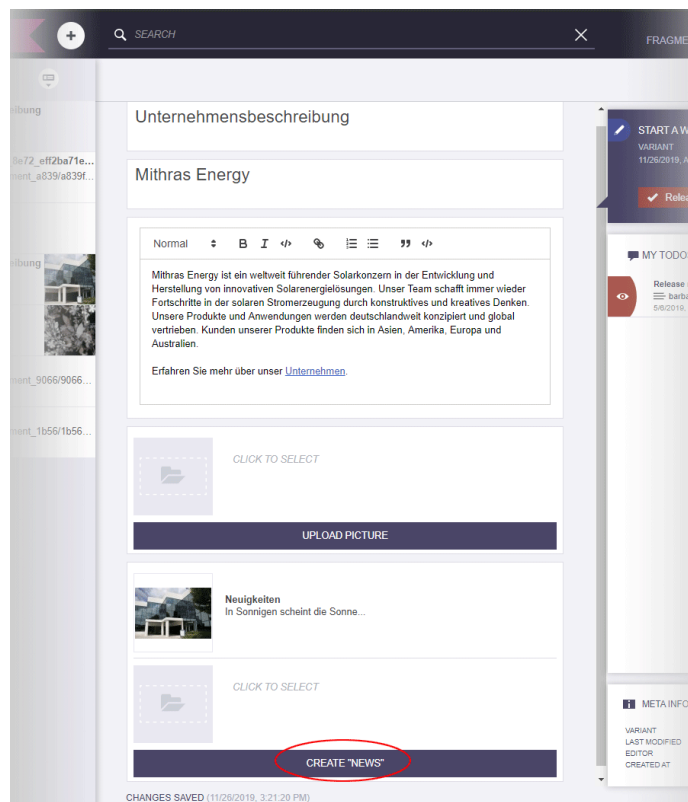 SEARCH
FRAGME
eibung
8e72_eff2ba71e...
ment_a839/a839f...
eibung
ment_9066/9066...
ment_1b56/1b56...
Unternehmensbeschreibung
Mithras Energy
Normal
Mithras Energy ist ein weltweit führender Solarkonzern in der Entwicklung und
Herstellung von innovativen Solarenergielösungen. Unser Team schafft immer wieder
Fortschritte in der solaren Stromerzeugung durch konstruktives und kreatives Denken.
Unsere Produkte und Anwendungen werden deutschlandweit konzipiert und global
vertrieben. Kunden unserer Produkte finden sich in Asien, Amerika, Europa und
Australien.
Erfahren Sie mehr über unser Unternehmen.
CLICK TO SELECT
UPLOAD PICTURE
Neuigkeiten
In Sonnigen scheint die Sonne...
CLICK TO SELECT
CREATE "NEWS"
CHANGES SAVED (11/26/2019, 3:21:20 PM)
START A W
VARIANT
11/26/2019, A
Relea
MY TODO
Release
barba
5/6/2019,
META INFO
VARIANT
LAST MODIFIED
EDITOR
CREATED AT